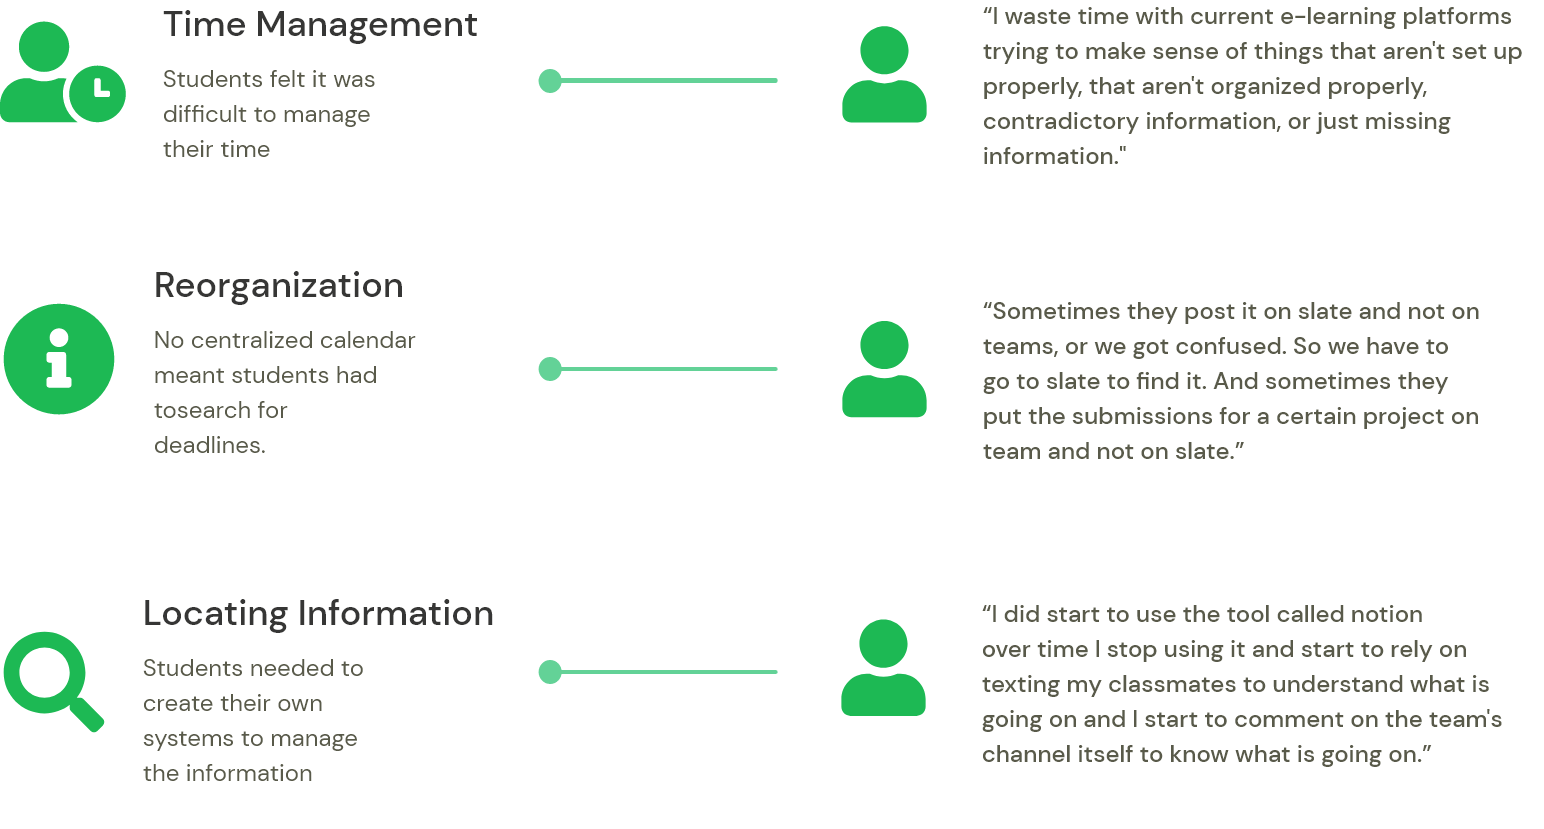 Time Management
Students felt it was
difficult to manage
their time
“I waste time with current e-learning platforms
trying to make sense of things that aren't set up
properly, that aren't organized properly,
contradictory information, or just missing
information."
Reorganization
No centralized calendar
meant students had
tosearch for
deadlines.
“Sometimes they post it on slate and not on
teams, or we got confused. So we have to
go to slate to find it. And sometimes they
put the submissions for a certain project on
team and not on slate.”
Locating Information
Students needed to
create their own
systems to manage
the information
“I did start to use the tool called notion
over time I stop using it and start to rely on
texting my classmates to understand what is
going on and I start to comment on the team's
channel itself to know what is going on.”